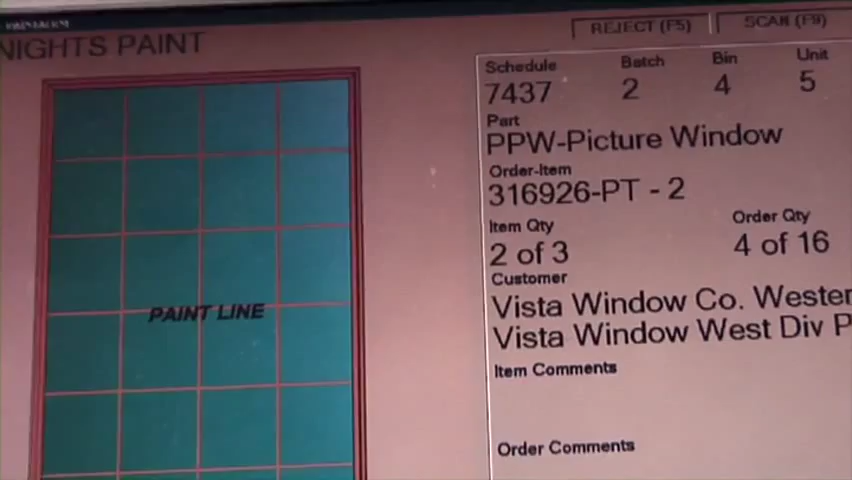 NIGHTS PAINT
REJECT (F5)
SCAN (F9)
Schedule Batch Bin Unit
7437 2 4 5
Part
PPW-Picture Window
Order-Item
316926-PT - 2
Item Qty Order Qty
2 of 3 4 of 16
Customer
Vista Window Co. Wester
Vista Window West Div P
Item Comments
Order Comments
PAINT LINE